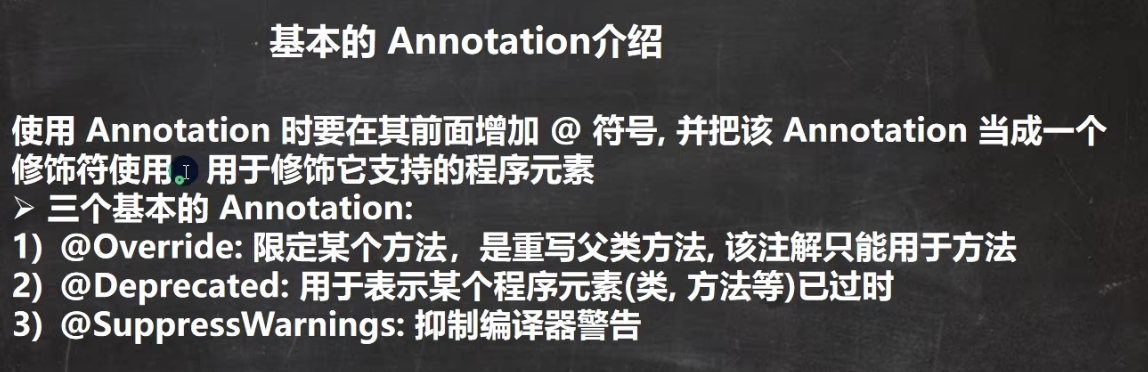 基本的 Annotation介绍
使用 Annotation 时要在其前面增加 @ 符号, 并把该 Annotation 当成一个
修饰符使用。用于修饰它支持的程序元素
➢ 三个基本的 Annotation:
1) @Override: 限定某个方法，是重写父类方法, 该注解只能用于方法
2) @Deprecated: 用于表示某个程序元素(类, 方法等)已过时
3) @SuppressWarnings: 抑制编译器警告